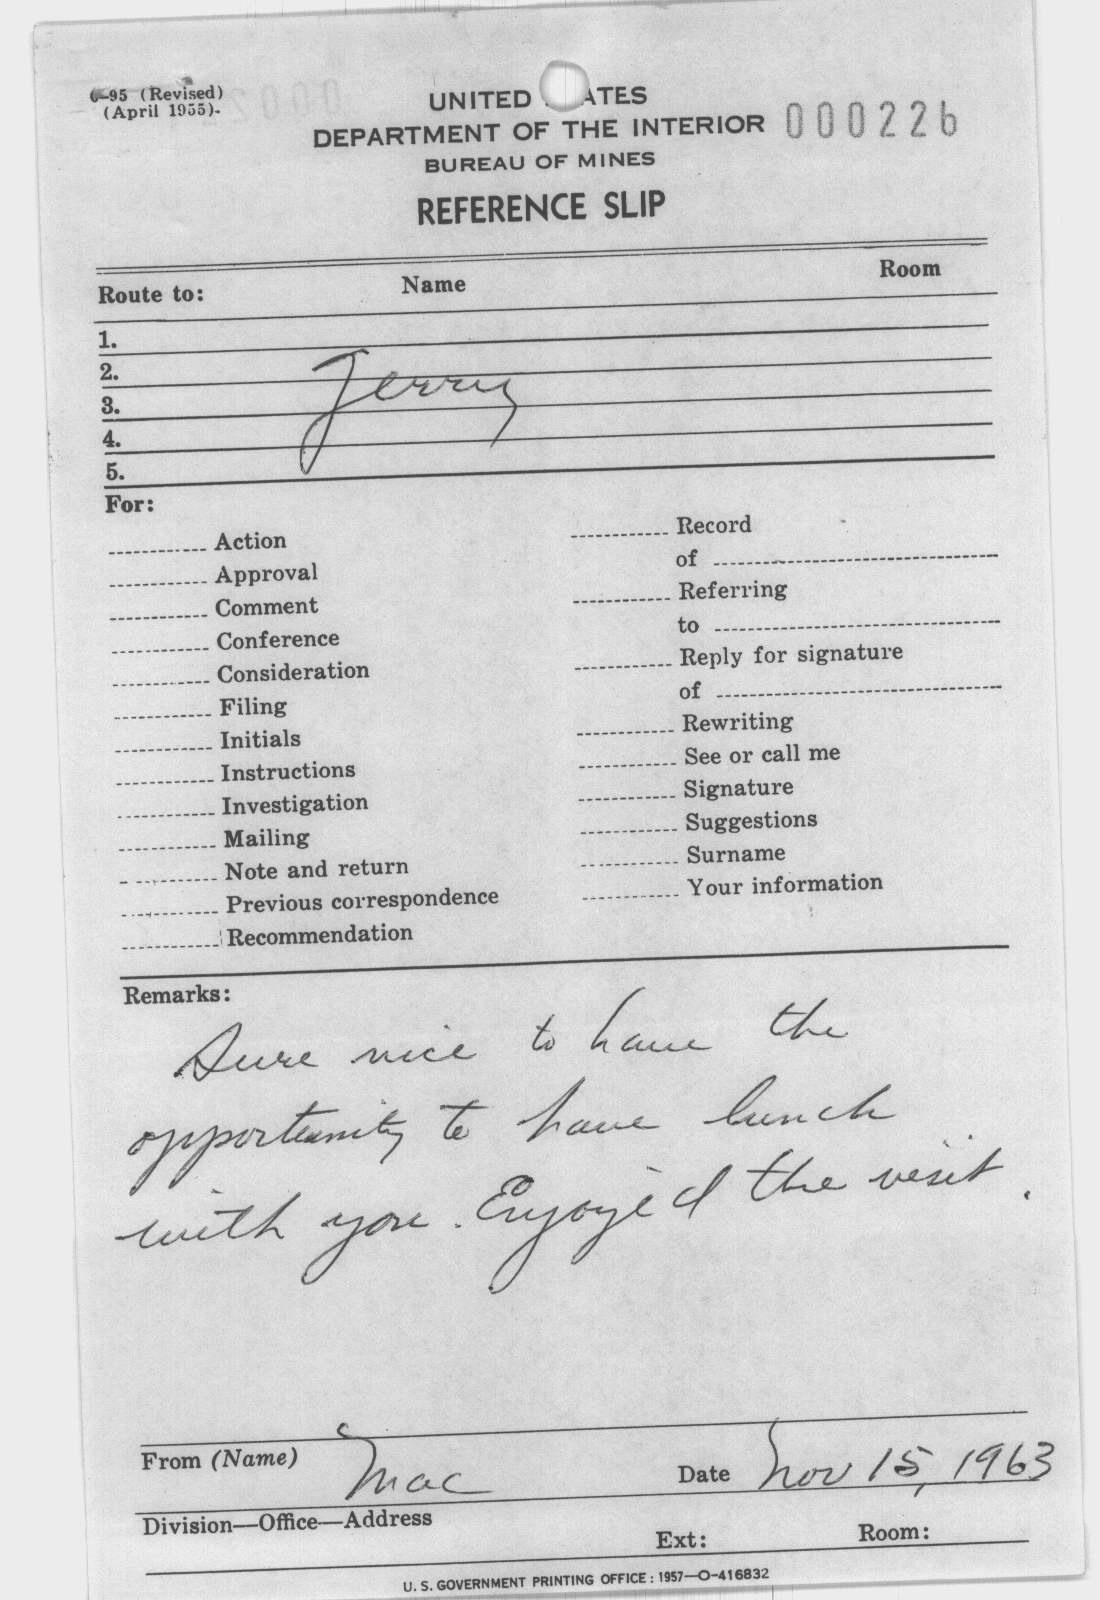 6-95 (Revised)
(April 1955).
UNITED STATES
DEPARTMENT OF THE INTERIOR 000226
BUREAU OF MINES
REFERENCE SLIP
Route to: Name Room
1.
2.
Jerry
3.
4.
5.
For:
Action
Approval
Comment
Conference
Consideration
Filing
Initials
Instructions
Investigation
Mailing
Note and return
Previous correspondence
Recommendation
Record
of
Referring
to
Reply for signature
of
Rewriting
See or call me
Signature
Suggestions
Surname
Your information
Remarks:
Sure nice to have the
opportunity to have lunch
with you. Enjoyed the visit.
From (Name) Mac Date Nov 15, 1963
Division—Office—Address
Ext: Room:
U. S. GOVERNMENT PRINTING OFFICE : 1957—O-416832